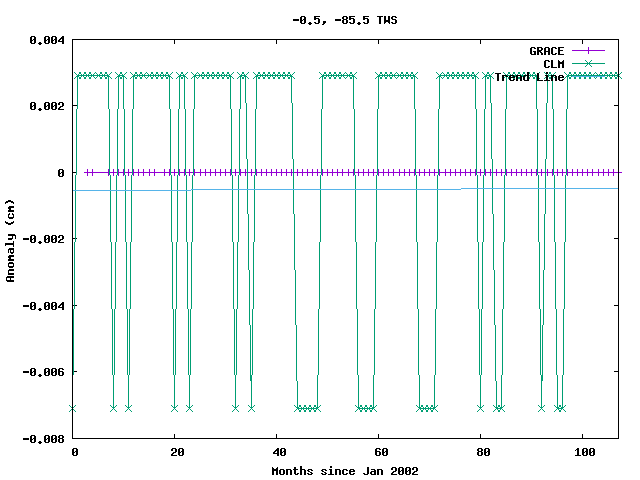 -0.5, -85.5 TWS
GRACE
CLM
Trend Line
0.004
0.002
0
-0.002
-0.004
-0.006
-0.008
Anomaly (cm)
0 20 40 60 80 100
Months since Jan 2002